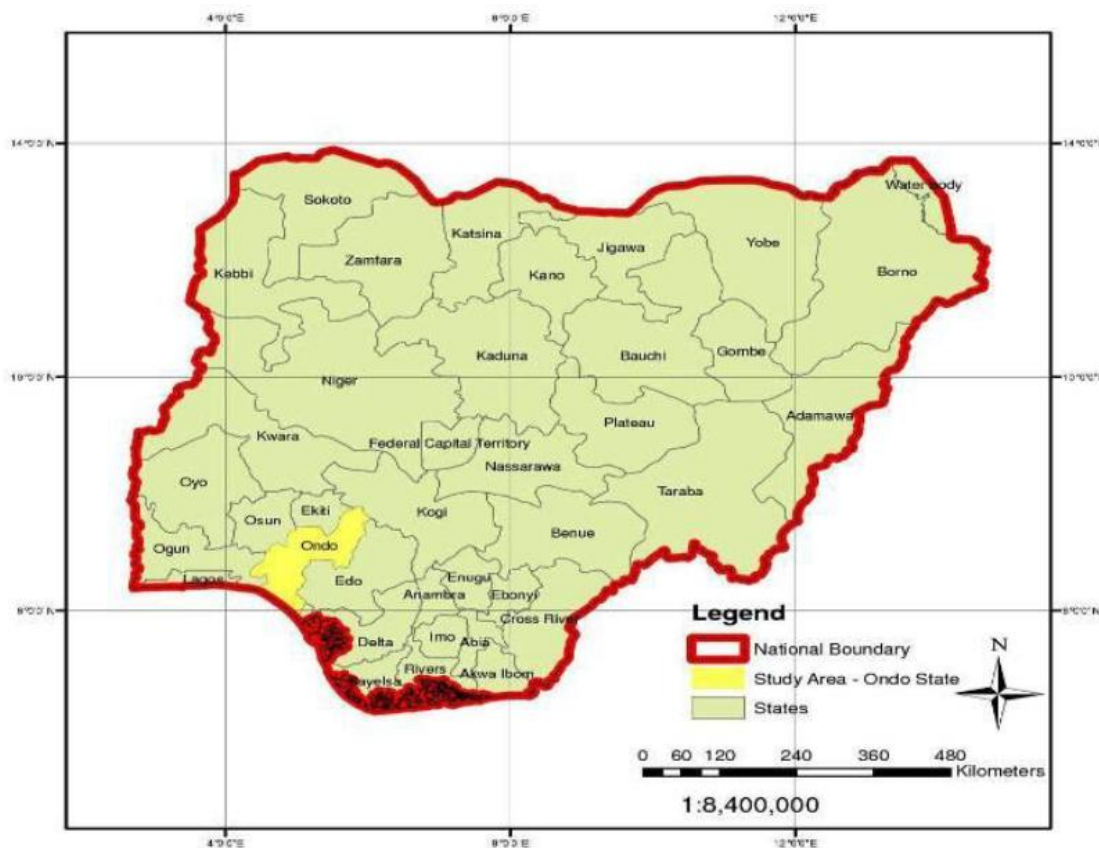 4°0'0"E 8°0'0"E 12°0'0"E
14°0'0"N 14°0'0"N
Water body
Sokoto
Katsina
Zamfara
Jigawa
Yobe
Kano
Kebbi
Borno
Kaduna
Bauchi
Gombe
Niger
10°0'0"N 10°0'0"N
Adamawa
Plateau
Kwara
Federal Capital Territory
Nassarawa
Oyo
Taraba
Ekiti
Kogi
Osun
Benue
Ondo
Ogun
Lagos
Edo
Enugu
Anambra
Ebonyi
Cross River
6°0'0"N 6°0'0"N
Delta
Imo
Abia
Rivers
Akwa Ibom
Bayelsa
Legend
National Boundary
Study Area - Ondo State
States
N
0 60 120 240 360 480
Kilometers
1:8,400,000
4°0'0"E 8°0'0"E 12°0'0"E